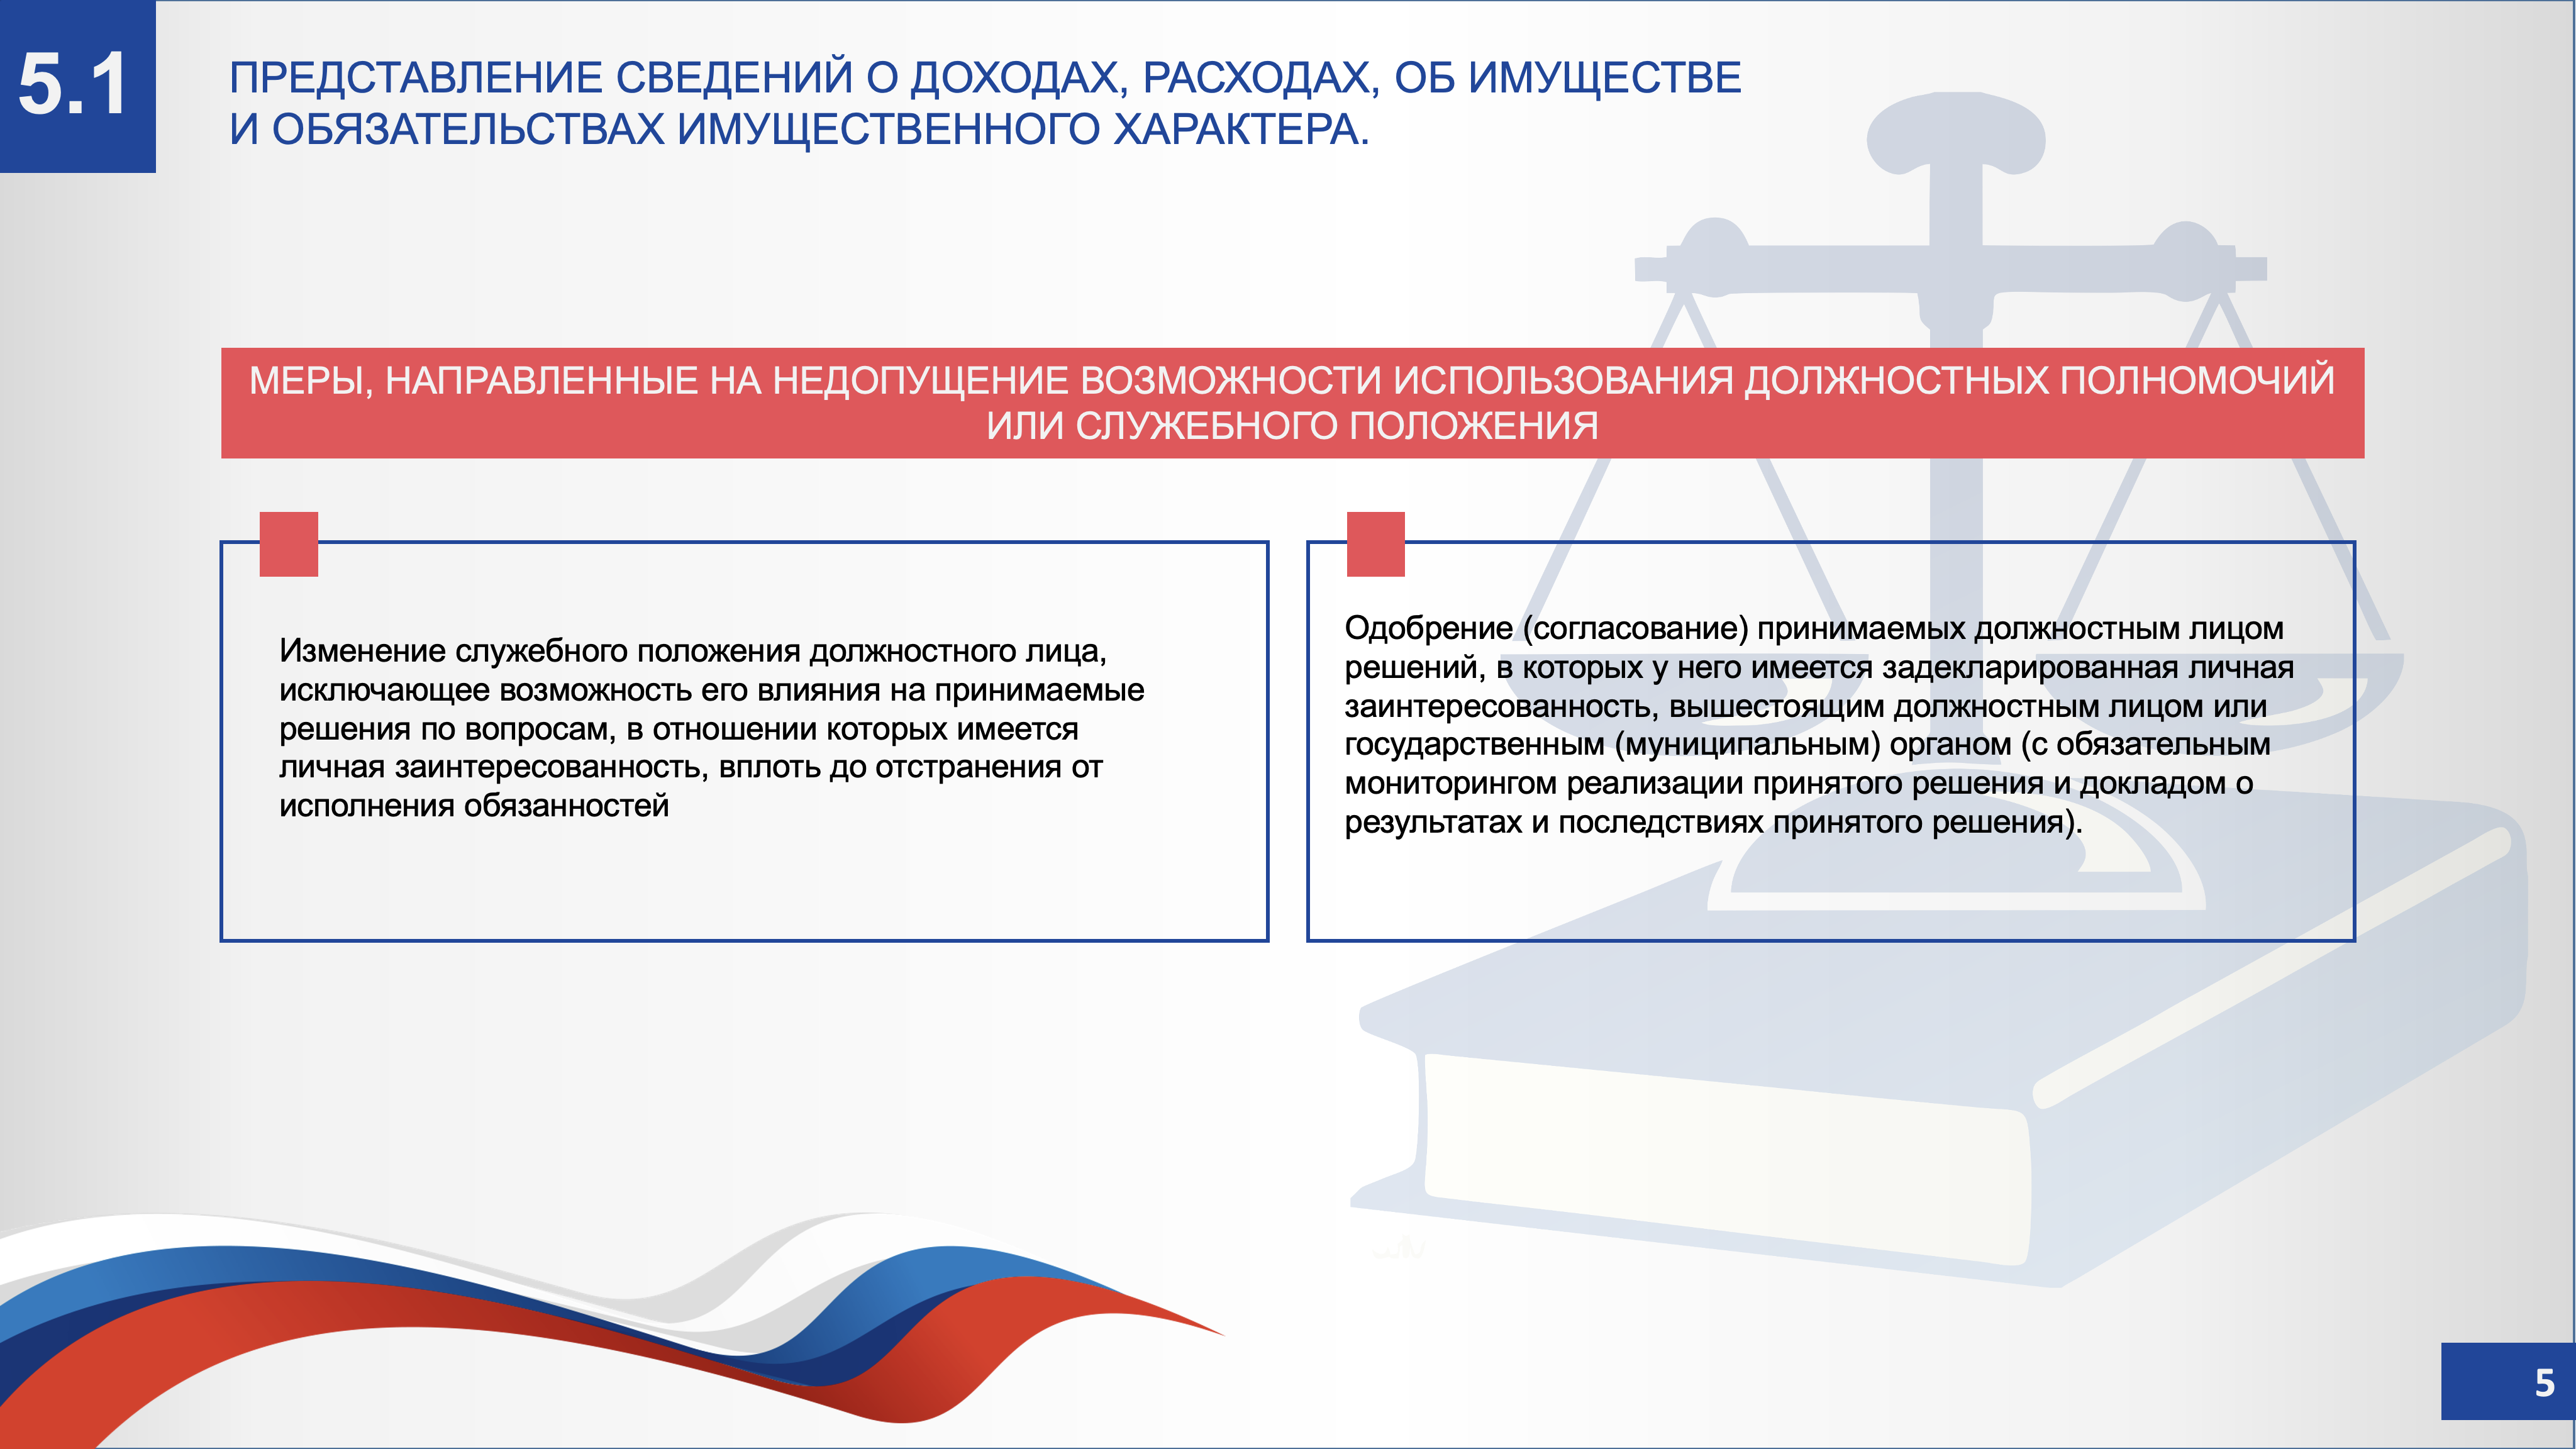 5.1
ПРЕДСТАВЛЕНИЕ СВЕДЕНИЙ О ДОХОДАХ, РАСХОДАХ, ОБ ИМУЩЕСТВЕ
И ОБЯЗАТЕЛЬСТВАХ ИМУЩЕСТВЕННОГО ХАРАКТЕРА.
МЕРЫ, НАПРАВЛЕННЫЕ НА НЕДОПУЩЕНИЕ ВОЗМОЖНОСТИ ИСПОЛЬЗОВАНИЯ ДОЛЖНОСТНЫХ ПОЛНОМОЧИЙ
ИЛИ СЛУЖЕБНОГО ПОЛОЖЕНИЯ
Изменение служебного положения должностного лица,
исключающее возможность его влияния на принимаемые
решения по вопросам, в отношении которых имеется
личная заинтересованность, вплоть до отстранения от
исполнения обязанностей
Одобрение (согласование) принимаемых должностным лицом
решений, в которых у него имеется задекларированная личная
заинтересованность, вышестоящим должностным лицом или
государственным (муниципальным) органом (с обязательным
мониторингом реализации принятого решения и докладом о
результатах и последствиях принятого решения).
5